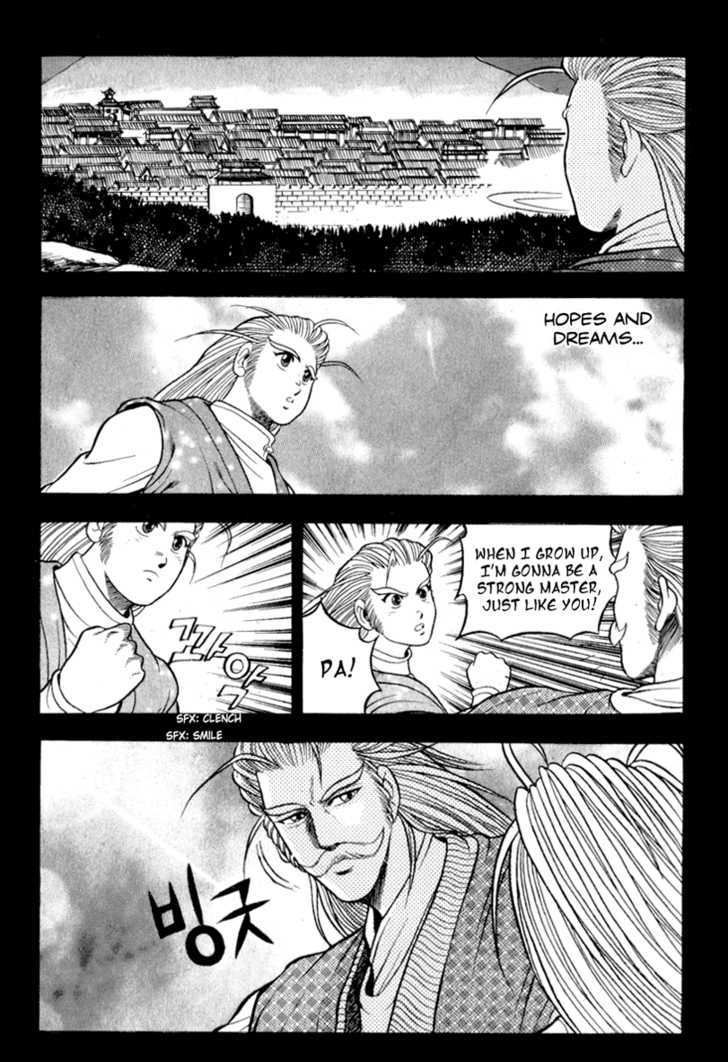 HOPES AND
DREAMS...
WHEN I GROW UP,
I'M GONNA BE A
STRONG MASTER,
JUST LIKE YOU!
DA!
꽈악
SFX: CLENCH
SFX: SMILE
빙긋